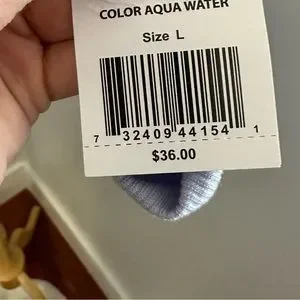 COLOR AQUA WATER
Size L
7 32409 44154 1
$36.00